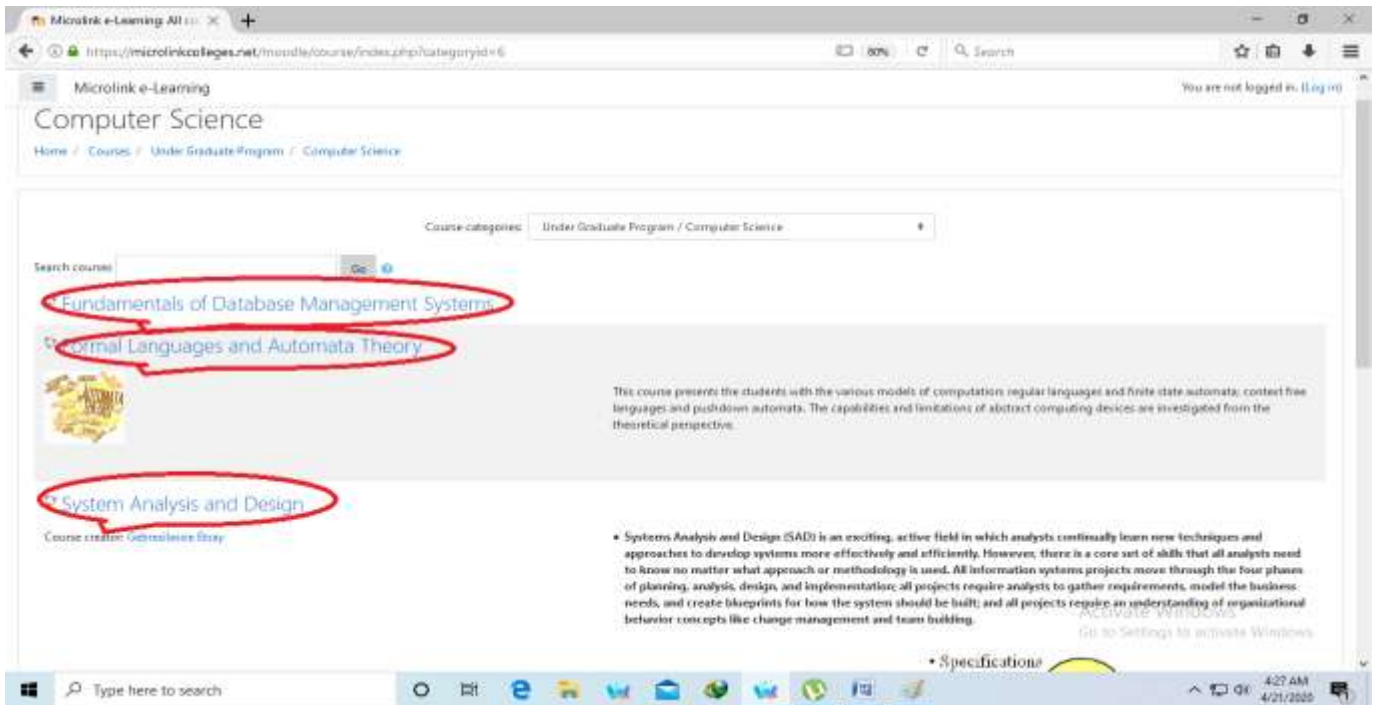 Microlink e-Learning: All co
https://microlinkcolleges.net/moodle/course/index.php?categoryid=6
80%
Search
Microlink e-Learning
You are not logged in. (Log in)
Computer Science
Home / Courses / Under Graduate Program / Computer Science
Course categories:
Under Graduate Program / Computer Science
Search courses:
Go
Fundamentals of Database Management Systems
Formal Languages and Automata Theory
AUTOMATA
This course presents the students with the various models of computation: regular languages and finite state automata; context free
languages and pushdown automata. The capabilities and limitations of abstract computing devices are investigated from the
theoretical perspective.
System Analysis and Design
Course creator:
• Systems Analysis and Design (SAD) is an exciting, active field in which analysts continually learn new techniques and
approaches to develop systems more effectively and efficiently. However, there is a core set of skills that all analysts need
to know no matter what approach or methodology is used. All information systems projects move through the four phases
of planning, analysis, design, and implementation; all projects require analysts to gather requirements, model the business
needs, and create blueprints for how the system should be built; and all projects require an understanding of organizational
behavior concepts like change management and team building.
Activate Windows
Go to Settings to activate Windows.
• Specifications
Type here to search
4:27 AM
4/21/2020